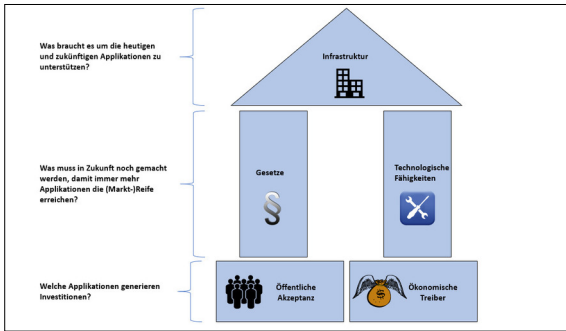 Was braucht es um die heutigen
und zukünftigen Applikationen zu
unterstützen?
Infrastruktur
Was muss in Zukunft noch gemacht
werden, damit immer mehr
Applikationen die (Markt-)Reife
erreichen?
Gesetze
§
Technologische
Fähigkeiten
Welche Applikationen generieren
Investitionen?
Öffentliche
Akzeptanz
Ökonomische
Treiber
$